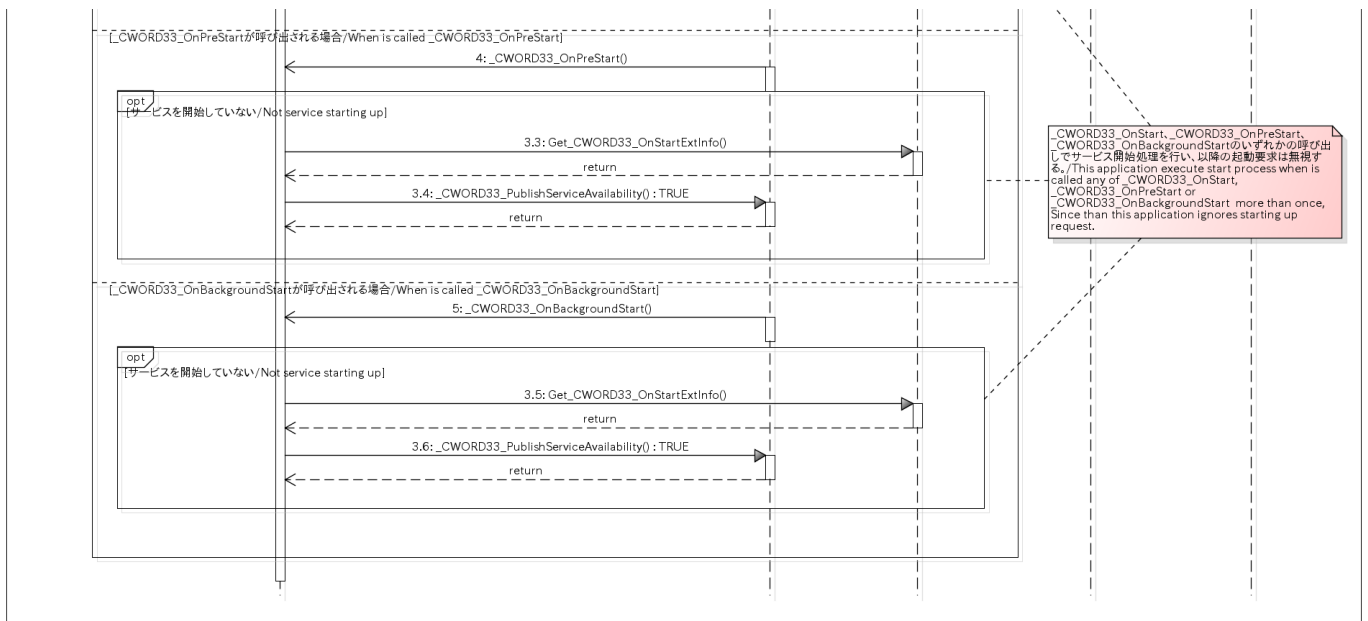 [_CWORD33_OnPreStartが呼び出される場合/When is called _CWORD33_OnPreStart]
4:_CWORD33_OnPreStart()
opt
[サービスを開始していない/Not service starting up]
3.3: Get_CWORD33_OnStartExtInfo()
return
3.4:_CWORD33_PublishServiceAvailability() : TRUE
return
_CWORD33_OnStart、_CWORD33_OnPreStart、
_CWORD33_OnBackgroundStartのいずれかの呼び出
しでサービス開始処理を行い、以降の起動要求は無視す
る。/This application execute start process when is
called any of _CWORD33_OnStart,
_CWORD33_OnPreStart or
_CWORD33_OnBackgroundStart more than once,
Since than this application ignores starting up
request.
[_CWORD33_OnBackgroundStartが呼び出される場合/When is called _CWORD33_OnBackgroundStart]
5:_CWORD33_OnBackgroundStart()
opt
[サービスを開始していない/Not service starting up]
3.5: Get_CWORD33_OnStartExtInfo()
return
3.6:_CWORD33_PublishServiceAvailability() : TRUE
return